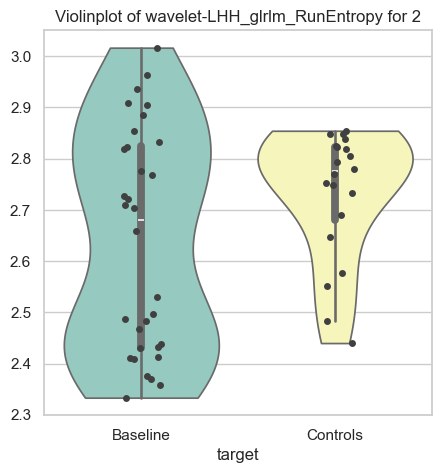 Violinplot of wavelet-LHH_glrlm_RunEntropy for 2
3.0
2.9
2.8
2.7
2.6
2.5
2.4
2.3
Baseline
Controls
target